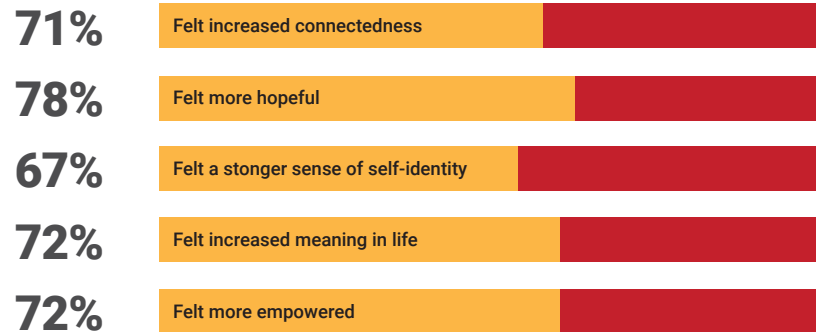 71% Felt increased connectedness
78% Felt more hopeful
67% Felt a stonger sense of self-identity
72% Felt increased meaning in life
72% Felt more empowered